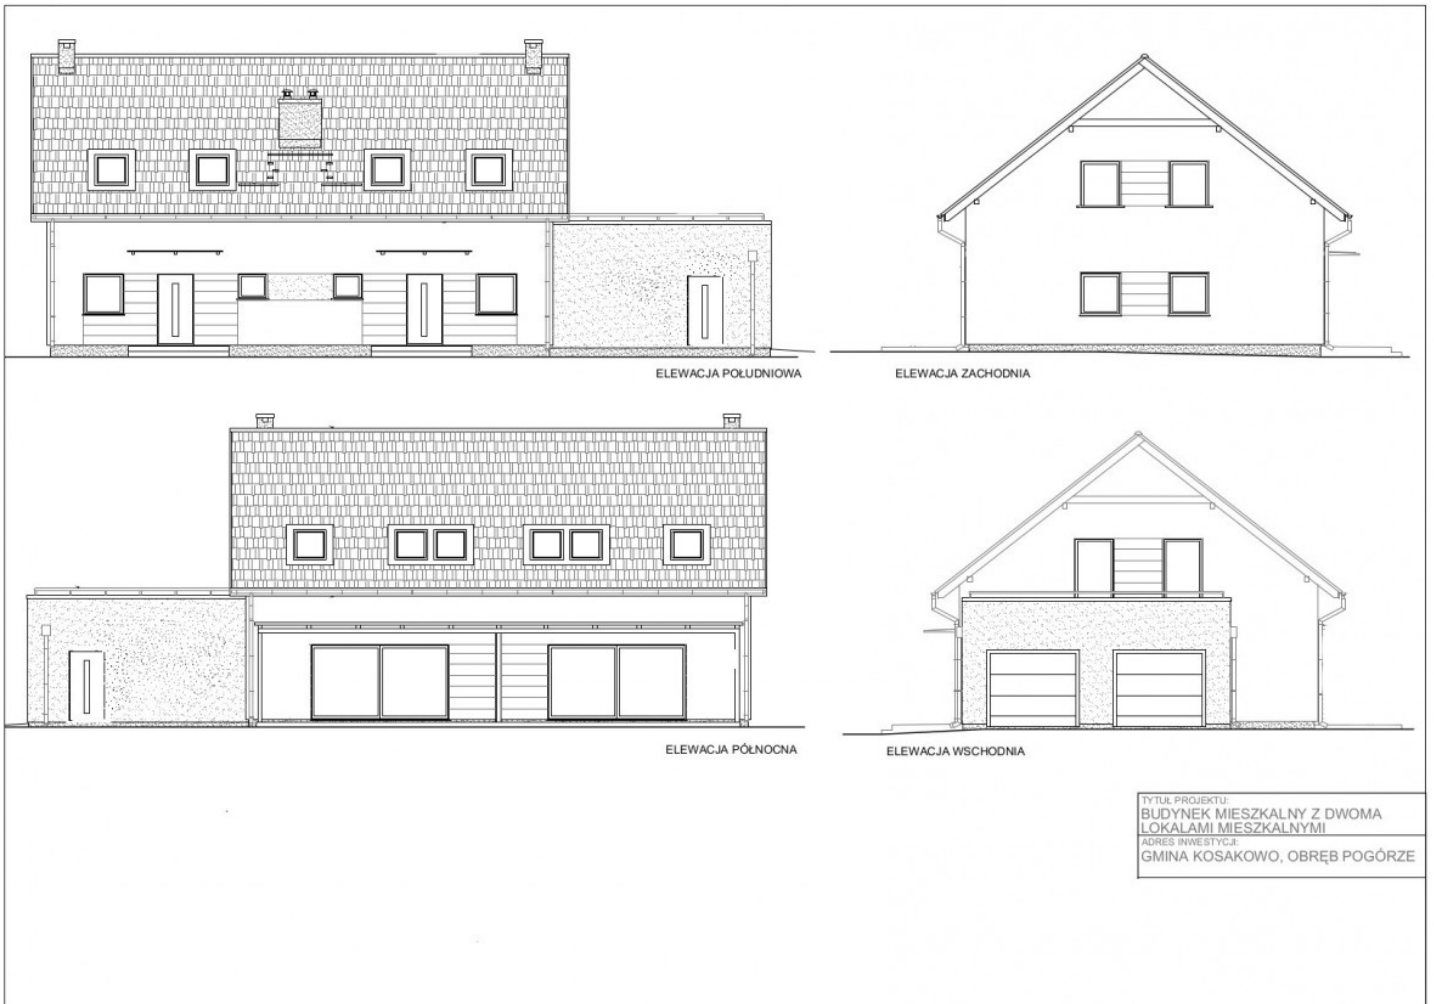 ELEWACJA POŁUDNIOWA
ELEWACJA ZACHODNIA
ELEWACJA PÓŁNOCNA
ELEWACJA WSCHODNIA
TYTUŁ PROJEKTU:
BUDYNEK MIESZKALNY Z DWOMA
LOKALAMI MIESZKALNYMI
ADRES INWESTYCJI:
GMINA KOSAKOWO, OBRĘB POGÓRZE